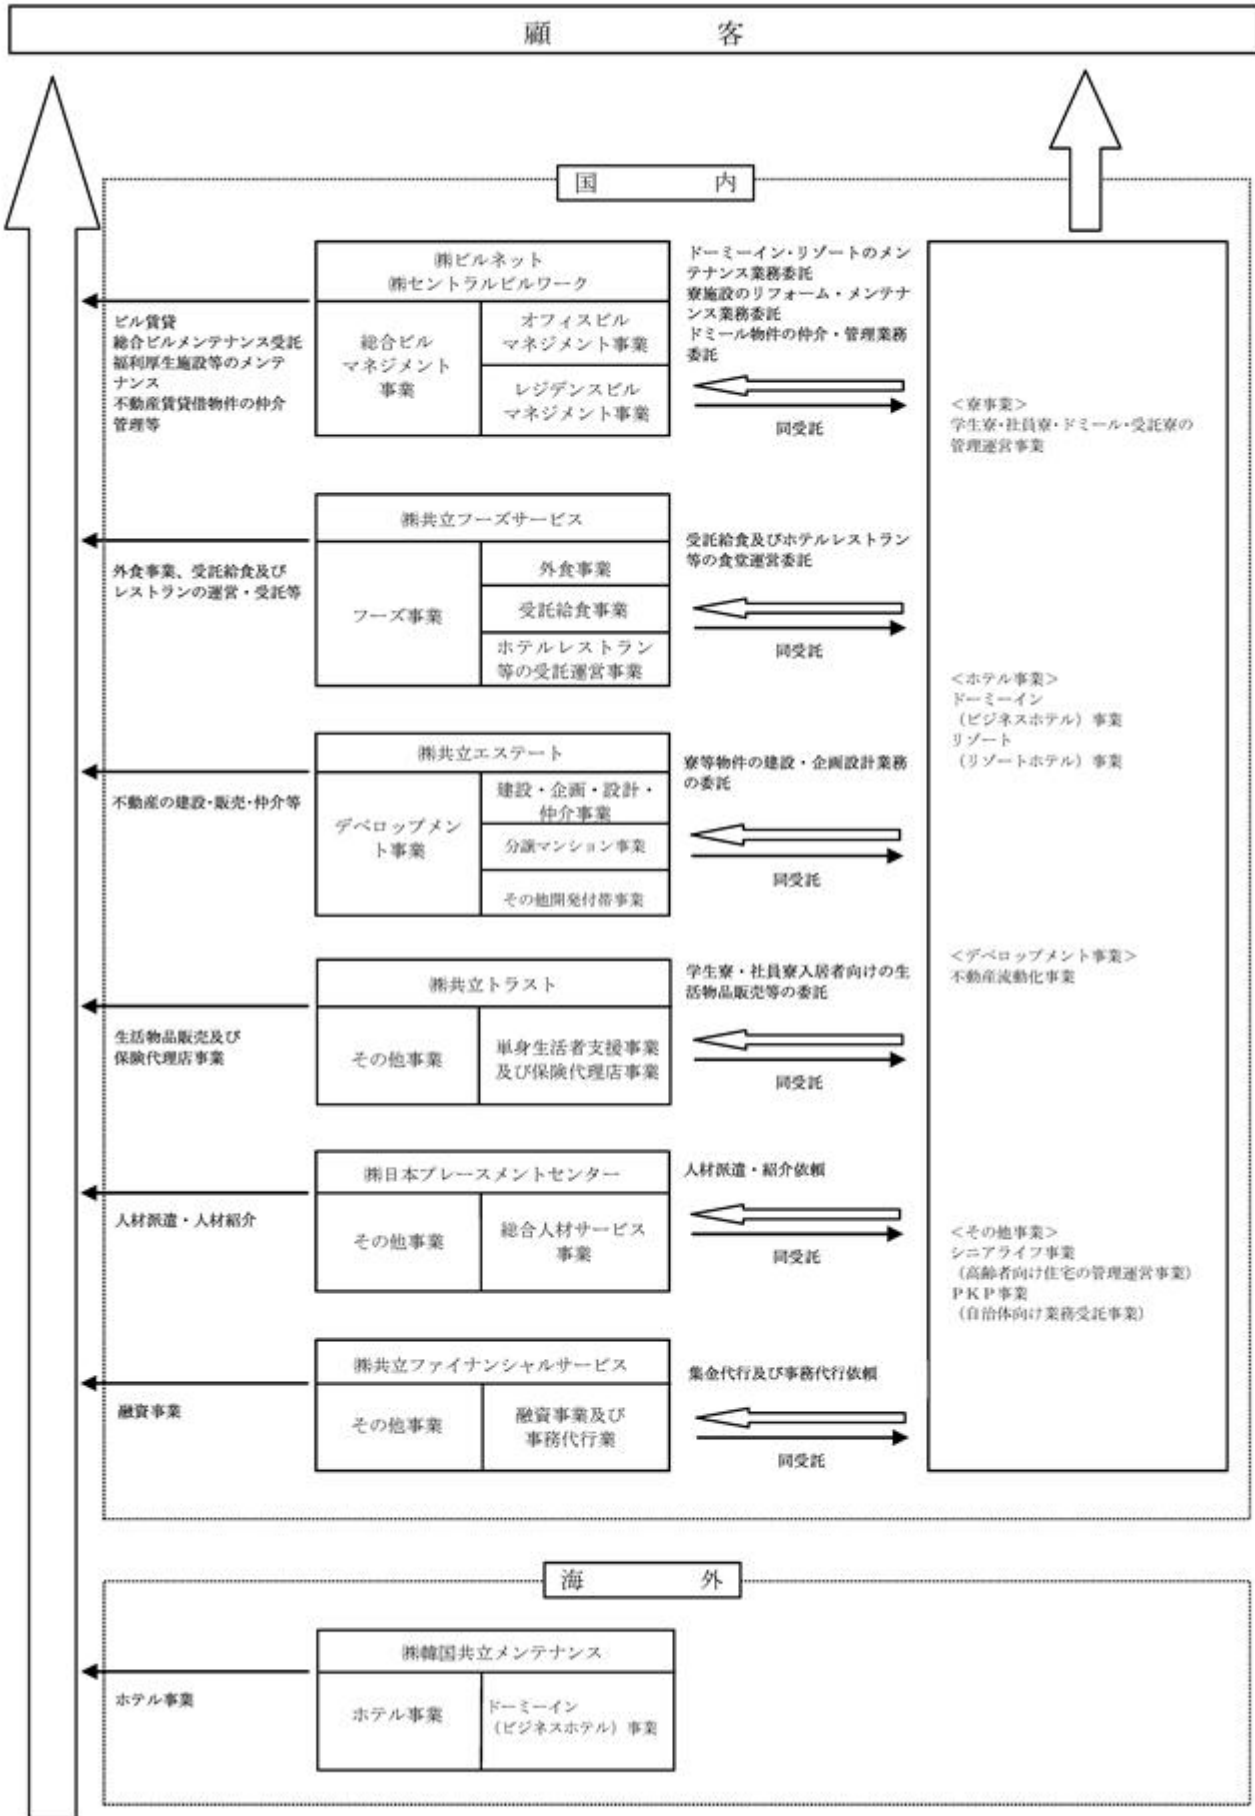 顧　客
国　内
㈱ビルネット
㈱セントラルビルワーク
総合ビル
マネジメント
事業
オフィスビル
マネジメント事業
レジデンスビル
マネジメント事業
ビル賃貸
総合ビルメンテナンス受託
福利厚生施設等のメンテ
ナンス
不動産賃貸借物件の仲介
管理等
ドーミーイン・リゾートのメン
テナンス業務委託
寮施設のリフォーム・メンテナ
ンス業務委託
ドミール物件の仲介・管理業務
委託
同受託
㈱共立フーズサービス
フーズ事業
外食事業
受託給食事業
ホテルレストラン
等の受託運営事業
外食事業、受託給食及び
レストランの運営・受託等
受託給食及びホテルレストラン
等の食堂運営委託
同受託
㈱共立エステート
デベロップメン
ト事業
建設・企画・設計・
仲介事業
分譲マンション事業
その他開発付帯事業
不動産の建設・販売・仲介等
寮等物件の建設・企画設計業務
の委託
同受託
㈱共立トラスト
その他事業
単身生活者支援事業
及び保険代理店事業
生活物品販売及び
保険代理店事業
学生寮・社員寮入居者向けの生
活物品販売等の委託
同受託
㈱日本プレースメントセンター
その他事業
総合人材サービス
事業
人材派遣・人材紹介
人材派遣・紹介依頼
同受託
㈱共立ファイナンシャルサービス
その他事業
融資事業及び
事務代行業
融資事業
集金代行及び事務代行依頼
同受託
＜寮事業＞
学生寮・社員寮・ドミール・受託寮の
管理運営事業
＜ホテル事業＞
ドーミーイン
（ビジネスホテル）事業
リゾート
（リゾートホテル）事業
＜デベロップメント事業＞
不動産流動化事業
＜その他事業＞
シニアライフ事業
（高齢者向け住宅の管理運営事業）
ＰＫＰ事業
（自治体向け業務受託事業）
海　外
㈱韓国共立メンテナンス
ホテル事業
ドーミーイン
（ビジネスホテル）事業
ホテル事業